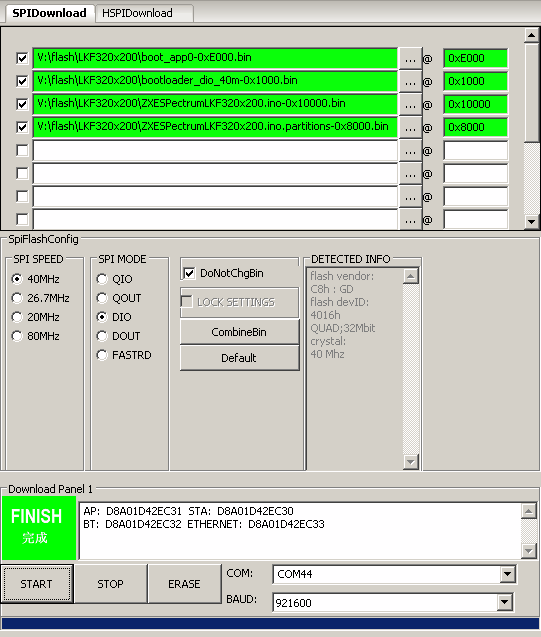 SPIDownload HSPIDownload
V:\flash\LKF320x200\boot_app0-0xE000.bin ... @ 0xE000
V:\flash\LKF320x200\bootloader_dio_40m-0x1000.bin ... @ 0x1000
V:\flash\LKF320x200\ZXESPectrumLKF320x200.ino-0x10000.bin ... @ 0x10000
V:\flash\LKF320x200\ZXESPectrumLKF320x200.ino.partitions-0x8000.bin ... @ 0x8000
... @
... @
... @
... @
SpiFlashConfig
SPI SPEED
40MHz
26.7MHz
20MHz
80MHz
SPI MODE
QIO
QOUT
DIO
DOUT
FASTRD
DoNotChgBin
LOCK SETTINGS
CombineBin
Default
DETECTED INFO
flash vendor:
C8h : GD
flash devID:
4016h
QUAD;32Mbit
crystal:
40 Mhz
Download Panel 1
FINISH
完成
AP: D8A01D42EC31 STA: D8A01D42EC30
BT: D8A01D42EC32 ETHERNET: D8A01D42EC33
START STOP ERASE
COM: COM44
BAUD: 921600